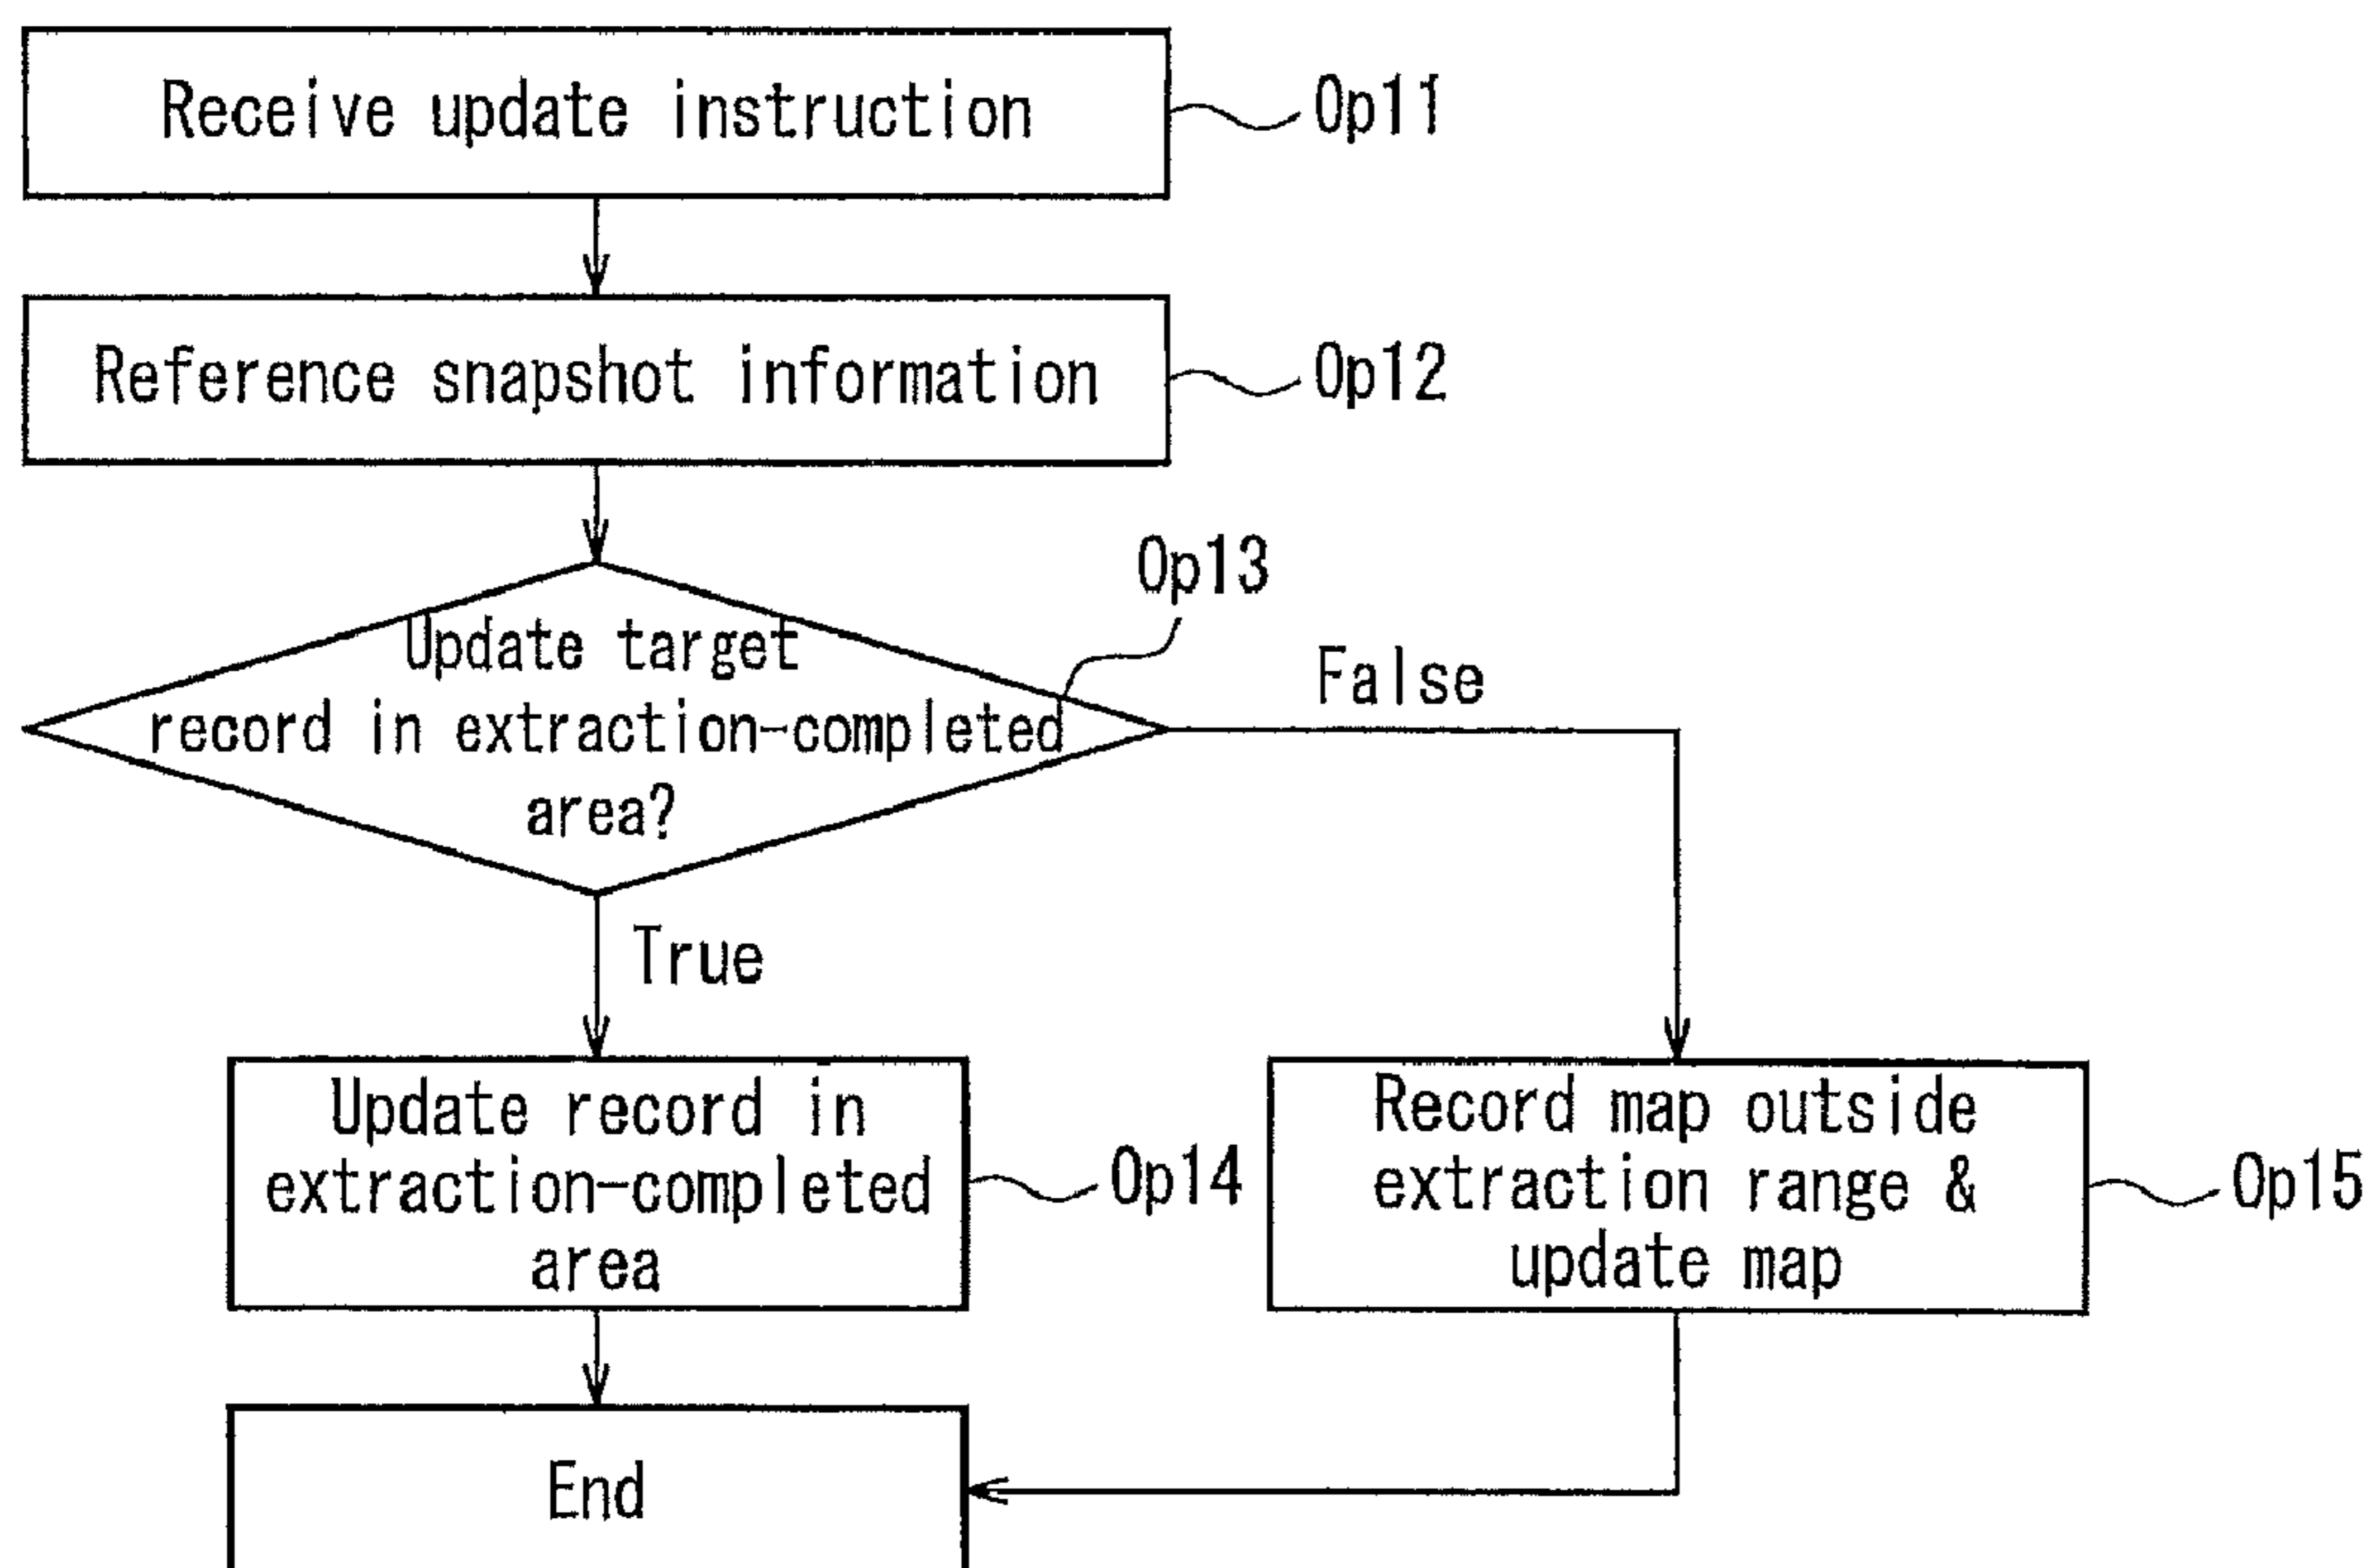 Receive update instruction
Op11
Reference snapshot information
Op12
Op13
Update target
record in extraction-completed
area?
False
True
Update record in
extraction-completed
area
Op14
Record map outside
extraction range &
update map
Op15
End